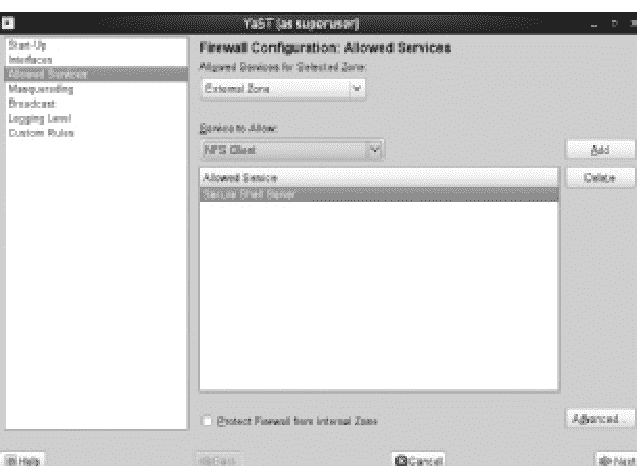 YaST (as superuser)
Start-Up
Interfaces
Allowed Services
Masquerading
Broadcast
Logging Level
Custom Rules
Firewall Configuration: Allowed Services
Allowed Services for Selected Zone:
External Zone
Service to Allow:
NFS Client
Add
Allowed Service
Delete
Secure Shell Server
Protect Firewall from Internal Zone
Advanced...
Help
Back
Cancel
Next